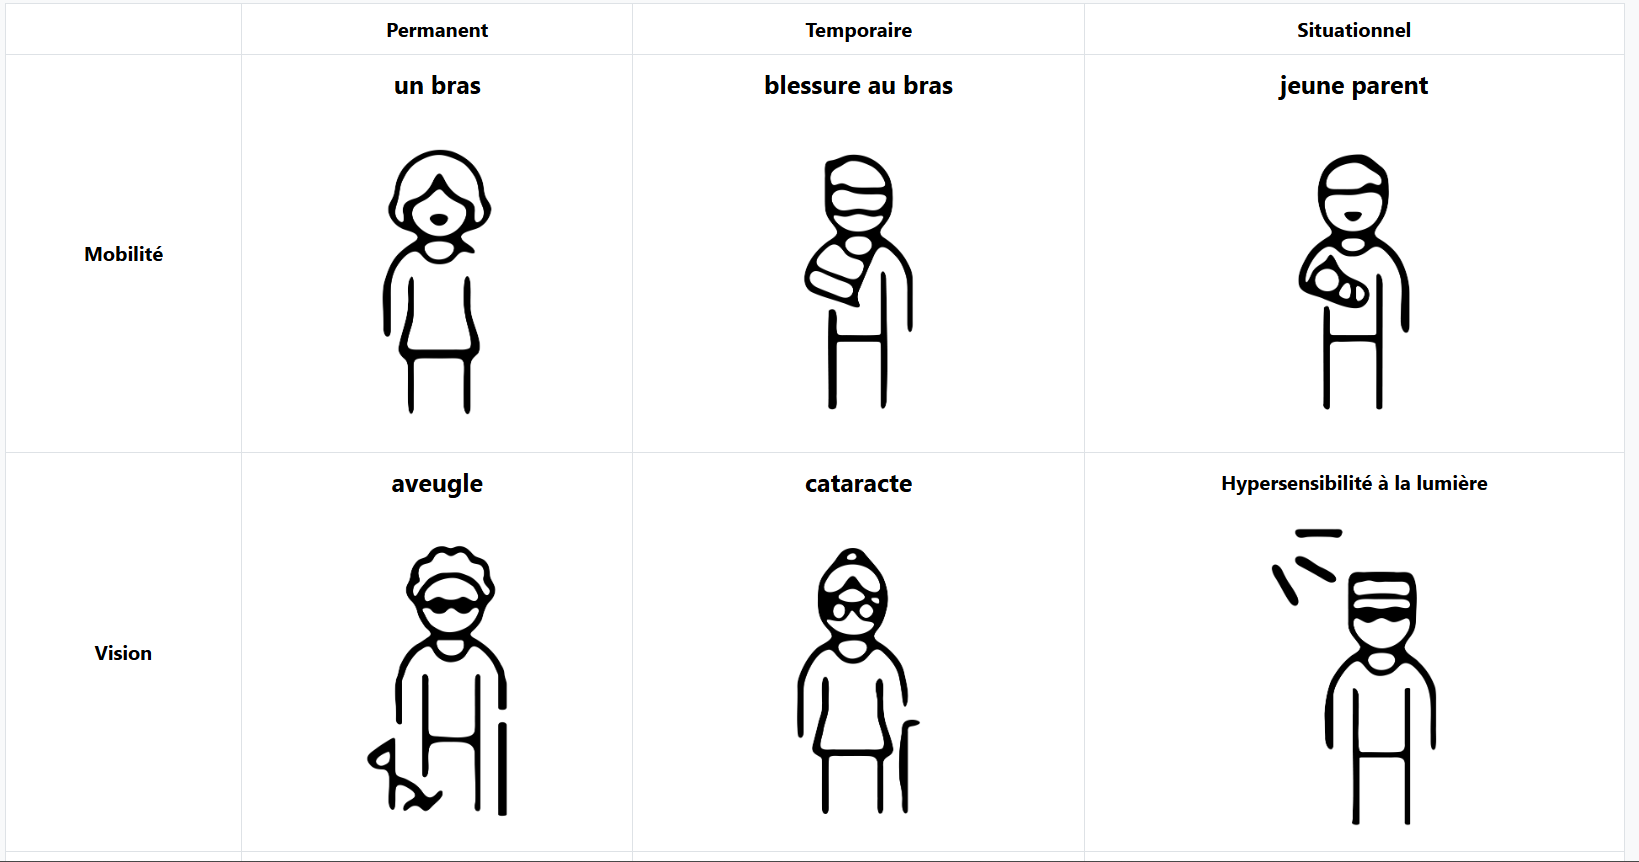 Permanent
Temporaire
Situationnel
un bras
blessure au bras
jeune parent
Mobilité
aveugle
cataracte
Hypersensibilité à la lumière
Vision